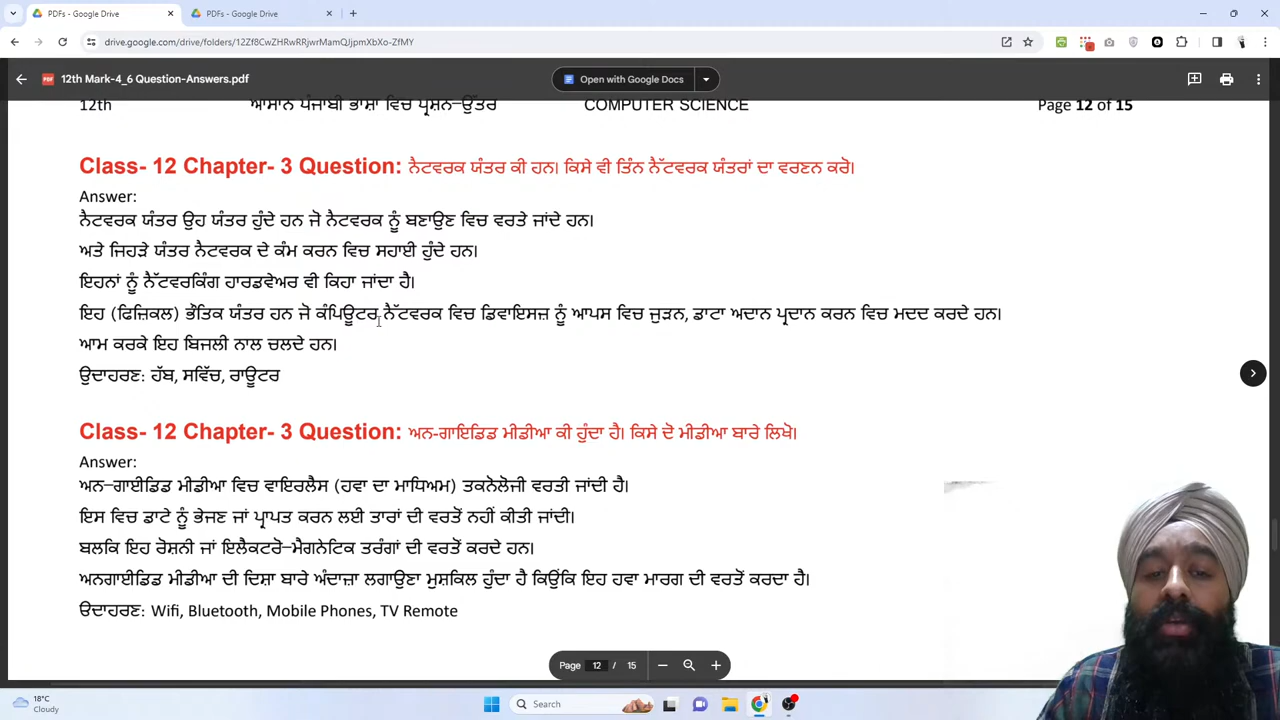 PDFs - Google Drive
PDFs - Google Drive
drive.google.com/drive/folders/12Zf8CwZHRwRRjwrMamQJjpmXbXo-ZfMY
PDF 12th Mark-4_6 Question-Answers.pdf
Open with Google Docs
12th ਆਸਾਨ ਪੰਜਾਬੀ ਭਾਸ਼ਾ ਵਿਚ ਪ੍ਰਸ਼ਨ-ਉੱਤਰ COMPUTER SCIENCE Page 12 of 15
Class- 12 Chapter- 3 Question: ਨੈਟਵਰਕ ਯੰਤਰ ਕੀ ਹਨ। ਕਿਸੇ ਵੀ ਤਿੰਨ ਨੈੱਟਵਰਕ ਯੰਤਰਾਂ ਦਾ ਵਰਣਨ ਕਰੋ।
Answer:
ਨੈਟਵਰਕ ਯੰਤਰ ਉਹ ਯੰਤਰ ਹੁੰਦੇ ਹਨ ਜੋ ਨੈਟਵਰਕ ਨੂੰ ਬਣਾਉਣ ਵਿਚ ਵਰਤੇ ਜਾਂਦੇ ਹਨ।
ਅਤੇ ਜਿਹੜੇ ਯੰਤਰ ਨੈਟਵਰਕ ਦੇ ਕੰਮ ਕਰਨ ਵਿਚ ਸਹਾਈ ਹੁੰਦੇ ਹਨ।
ਇਹਨਾਂ ਨੂੰ ਨੈੱਟਵਰਕਿੰਗ ਹਾਰਡਵੇਅਰ ਵੀ ਕਿਹਾ ਜਾਂਦਾ ਹੈ।
ਇਹ (ਫਿਜ਼ਿਕਲ) ਭੌਤਿਕ ਯੰਤਰ ਹਨ ਜੋ ਕੰਪਿਊਟਰ ਨੈੱਟਵਰਕ ਵਿਚ ਡਿਵਾਇਸਜ਼ ਨੂੰ ਆਪਸ ਵਿਚ ਜੁੜਨ, ਡਾਟਾ ਅਦਾਨ ਪ੍ਰਦਾਨ ਕਰਨ ਵਿਚ ਮਦਦ ਕਰਦੇ ਹਨ।
ਆਮ ਕਰਕੇ ਇਹ ਬਿਜਲੀ ਨਾਲ ਚਲਦੇ ਹਨ।
ਉਦਾਹਰਣ: ਹੱਬ, ਸਵਿੱਚ, ਰਾਊਟਰ
Class- 12 Chapter- 3 Question: ਅਨ-ਗਾਇਡਿਡ ਮੀਡੀਆ ਕੀ ਹੁੰਦਾ ਹੈ। ਕਿਸੇ ਦੋ ਮੀਡੀਆ ਬਾਰੇ ਲਿਖੋ।
Answer:
ਅਨ-ਗਾਈਡਿਡ ਮੀਡੀਆ ਵਿਚ ਵਾਇਰਲੈਸ (ਹਵਾ ਦਾ ਮਾਧਿਅਮ) ਤਕਨੋਲੋਜੀ ਵਰਤੀ ਜਾਂਦੀ ਹੈ।
ਇਸ ਵਿਚ ਡਾਟੇ ਨੂੰ ਭੇਜਣ ਜਾਂ ਪ੍ਰਾਪਤ ਕਰਨ ਲਈ ਤਾਰਾਂ ਦੀ ਵਰਤੋਂ ਨਹੀਂ ਕੀਤੀ ਜਾਂਦੀ।
ਬਲਕਿ ਇਹ ਰੋਸ਼ਨੀ ਜਾਂ ਇਲੈਕਟਰੋ-ਮੈਗਨੇਟਿਕ ਤਰੰਗਾਂ ਦੀ ਵਰਤੋਂ ਕਰਦੇ ਹਨ।
ਅਨਗਾਈਡਿਡ ਮੀਡੀਆ ਦੀ ਦਿਸ਼ਾ ਬਾਰੇ ਅੰਦਾਜ਼ਾ ਲਗਾਉਣਾ ਮੁਸ਼ਕਿਲ ਹੁੰਦਾ ਹੈ ਕਿਉਂਕਿ ਇਹ ਹਵਾ ਮਾਰਗ ਦੀ ਵਰਤੋਂ ਕਰਦਾ ਹੈ।
ਓਦਾਹਰਣ: Wifi, Bluetooth, Mobile Phones, TV Remote
Page 12 / 15
18°C
Cloudy
Search